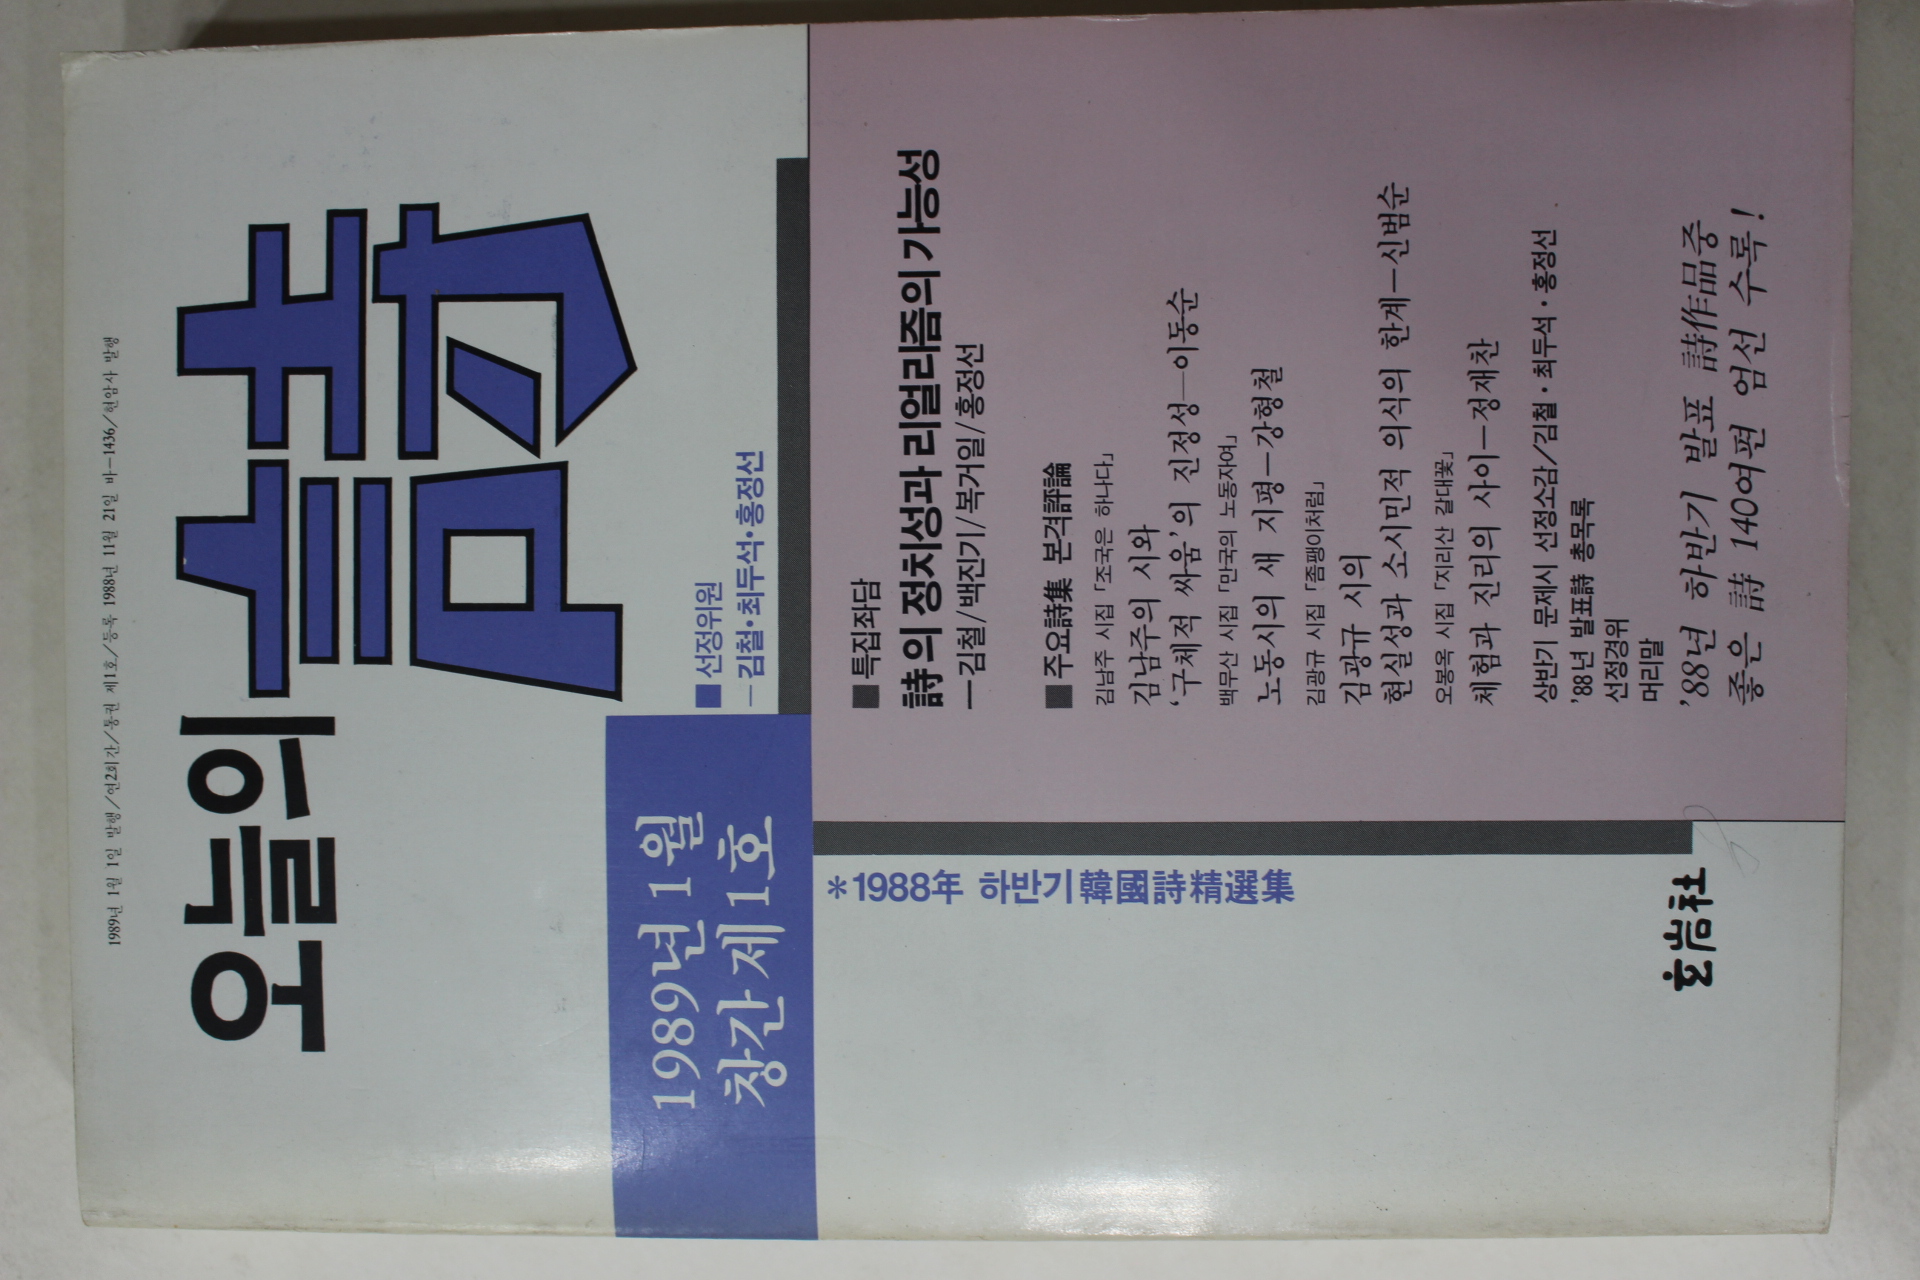 1989년 1월 1일 발행/연2회간/통권 제1호/등록 1988년 11월 21일 바-1436/현암사 발행
오늘의 詩
■ 선정위원
—김철•최두석•홍정선
1989년 1월
창간 제1호
*1988年 하반기 韓國詩精選集
■ 특집좌담
詩의 정치성과 리얼리즘의 가능성
—김철/백진기/복거일/홍정선
■ 주요詩集 본격評論
김남주 시집 「조국은 하나다」
김남주의 시와
‘구체적 싸움’의 진정성—이동순
백무산 시집 「만국의 노동자여」
노동시의 새 지평—강형철
김광규 시집 「좀팽이처럼」
김광규 시의
현실성과 소시민적 의식의 한계—신범순
오봉옥 시집 「지리산 갈대꽃」
체험과 진리의 사이—정재찬
상반기 문제시 선정소감/김철•최두석•홍정선
’88년 발표詩 총목록
선정경위
머리말
’88년 하반기 발표 詩作品중
좋은 詩 140여편 엄선 수록!
玄岩社